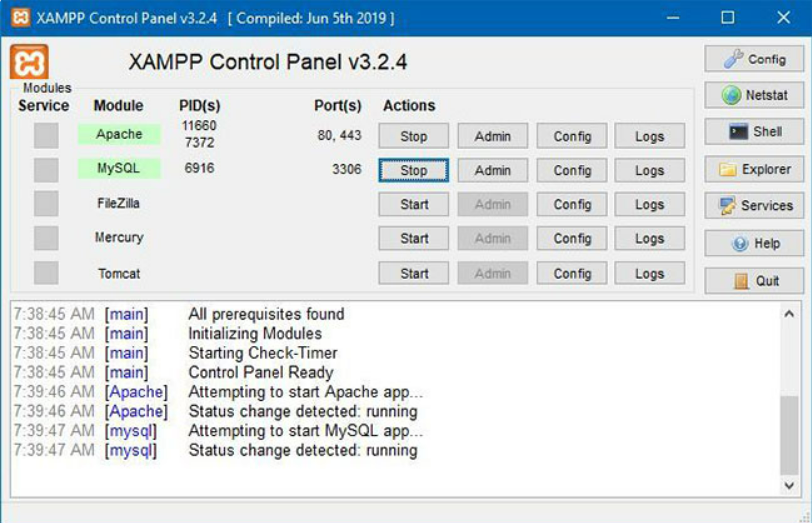 XAMPP Control Panel v3.2.4 [ Compiled: Jun 5th 2019 ]
XAMPP Control Panel v3.2.4
Config
Modules
Service Module PID(s) Port(s) Actions
Netstat
Apache 11660 7372 80, 443 Stop Admin Config Logs
Shell
MySQL 6916 3306 Stop Admin Config Logs
Explorer
FileZilla Start Admin Config Logs
Services
Mercury Start Admin Config Logs
Help
Tomcat Start Admin Config Logs
Quit
7:38:45 AM [main] All prerequisites found
7:38:45 AM [main] Initializing Modules
7:38:45 AM [main] Starting Check-Timer
7:38:45 AM [main] Control Panel Ready
7:39:46 AM [Apache] Attempting to start Apache app...
7:39:46 AM [Apache] Status change detected: running
7:39:47 AM [mysql] Attempting to start MySQL app...
7:39:47 AM [mysql] Status change detected: running